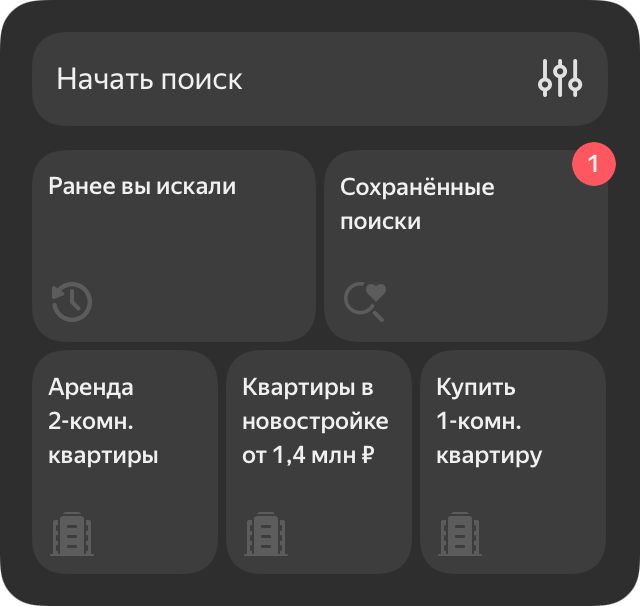 Начать поиск
Ранее вы искали
1
Сохранённые
поиски
Аренда
2-комн.
квартиры
Квартиры в
новостройке
от 1,4 млн ₽
Купить
1-комн.
квартиру